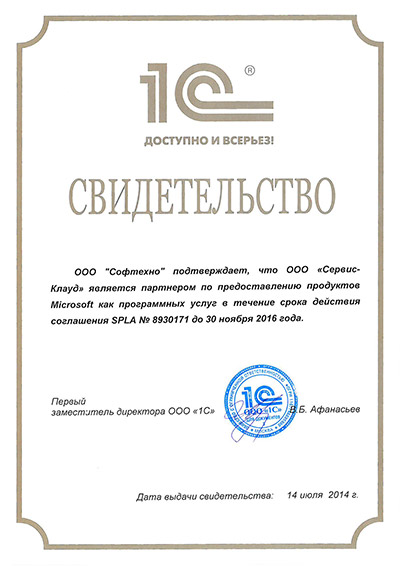 1С®
ДОСТУПНО И ВСЕРЬЕЗ!
СВИДЕТЕЛЬСТВО
ООО "Софтехно" подтверждает, что ООО «Сервис-
Клауд» является партнером по предоставлению продуктов
Microsoft как программных услуг в течение срока действия
соглашения SPLA № 8930171 до 30 ноября 2016 года.
Первый
заместитель директора ООО «1С»
В.Б. Афанасьев
1С
ООО "1С"
МОСКВА
Дата выдачи свидетельства: 14 июля 2014 г.